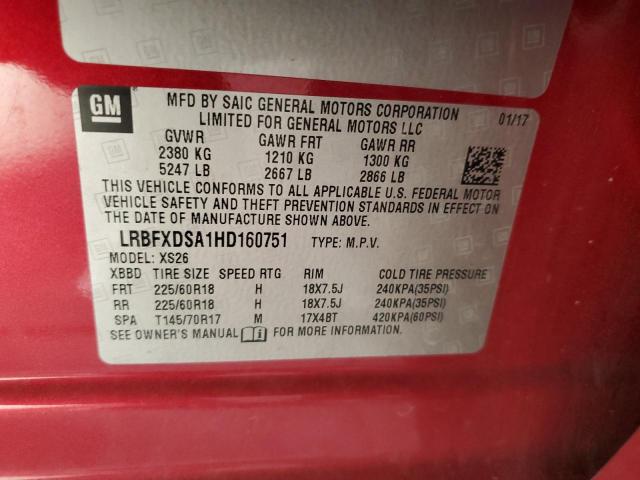 GM
MFD BY SAIC GENERAL MOTORS CORPORATION
LIMITED FOR GENERAL MOTORS LLC
01/17
GVWR GAWR FRT GAWR RR
2380 KG 1210 KG 1300 KG
5247 LB 2667 LB 2866 LB
THIS VEHICLE CONFORMS TO ALL APPLICABLE U.S. FEDERAL MOTOR
VEHICLE SAFETY AND THEFT PREVENTION STANDARDS IN EFFECT ON
THE DATE OF MANUFACTURE SHOWN ABOVE.
LRBFXDSA1HD160751 TYPE: M.P.V.
MODEL: XS26
XBBD TIRE SIZE SPEED RTG RIM COLD TIRE PRESSURE
FRT 225/60R18 H 18X7.5J 240KPA(35PSI)
RR 225/60R18 H 18X7.5J 240KPA(35PSI)
SPA T145/70R17 M 17X4BT 420KPA(60PSI)
SEE OWNER'S MANUAL FOR MORE INFORMATION.